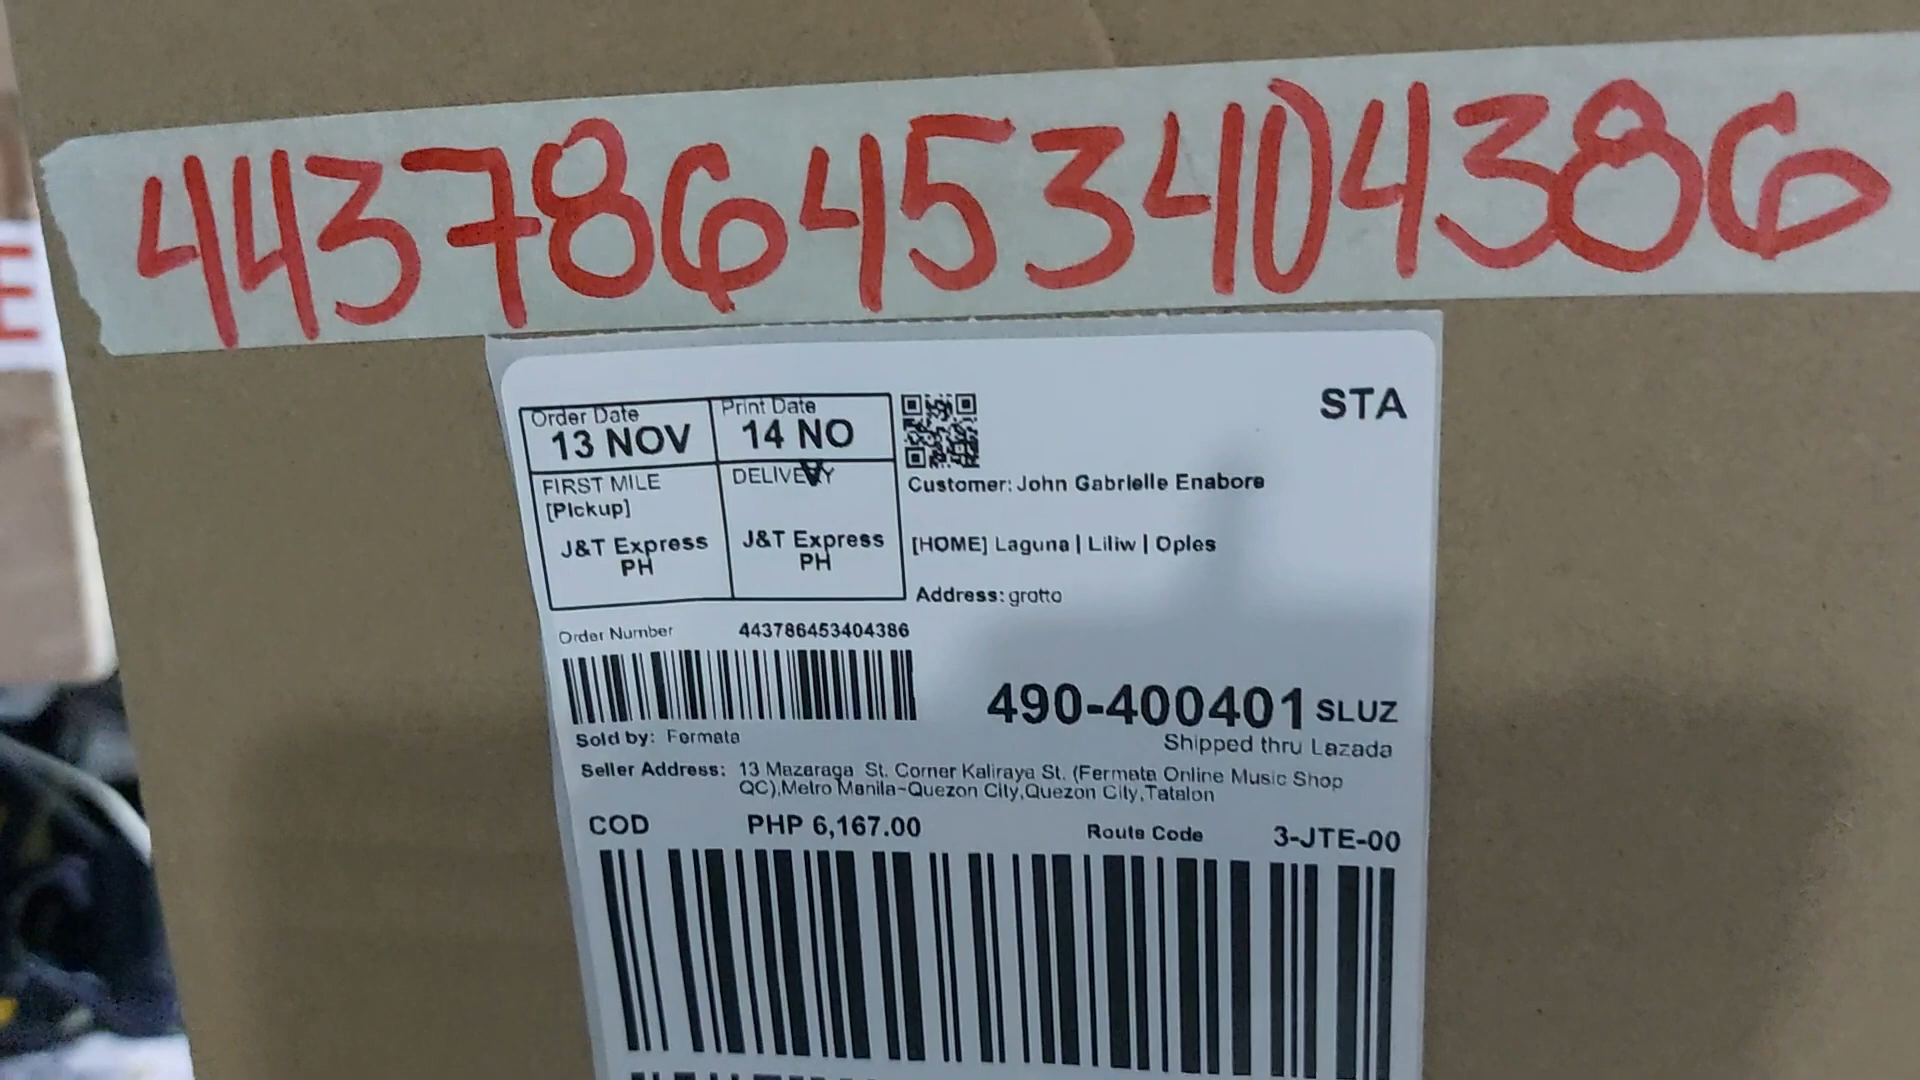 443786453404386
STA
Order Date
13 NOV
Print Date
14 NO
V
FIRST MILE
[Pickup]
J&T Express
PH
DELIVERY
J&T Express
PH
Customer: John Gabrielle Enabore
[HOME] Laguna | Liliw | Oples
Address: grotto
Order Number 443786453404386
490-400401 SLUZ
Sold by: Fermata
Shipped thru Lazada
Seller Address: 13 Mazaraga St. Corner Kaliraya St. (Fermata Online Music Shop
QC),Metro Manila~Quezon City,Quezon City,Tatalon
COD PHP 6,167.00 Route Code 3-JTE-00
E